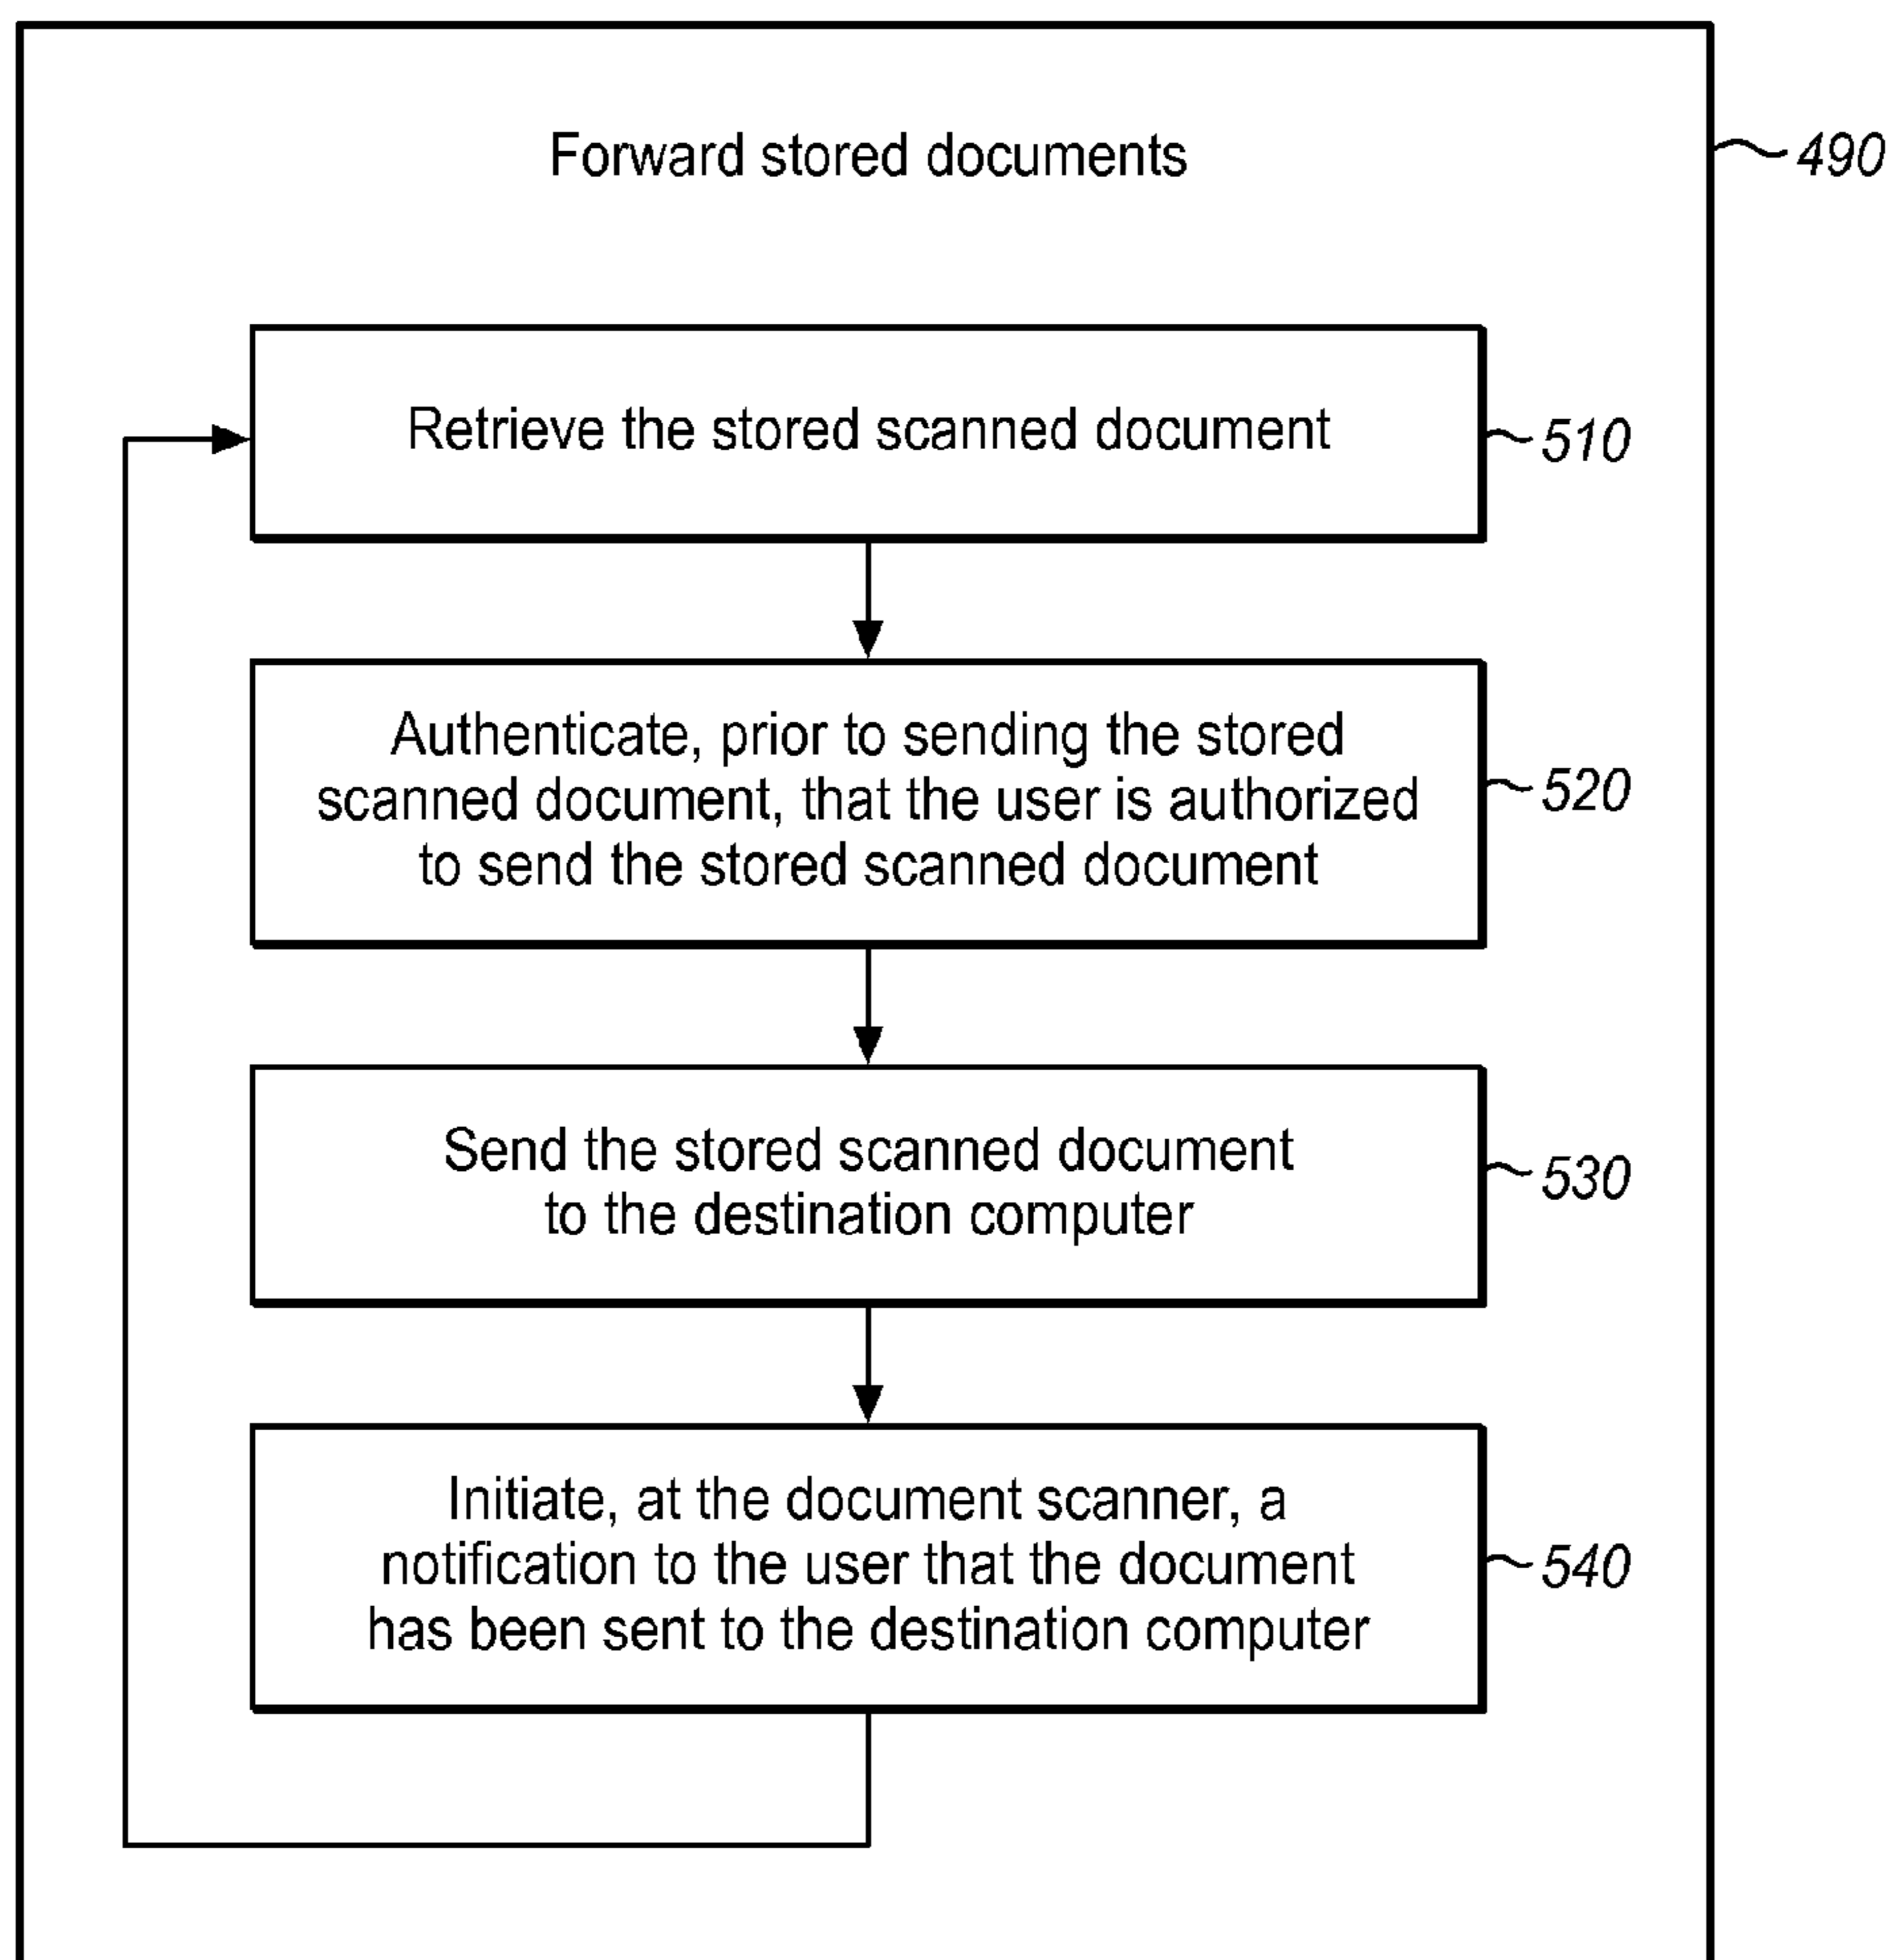 Forward stored documents
490
Retrieve the stored scanned document
510
Authenticate, prior to sending the stored
scanned document, that the user is authorized
to send the stored scanned document
520
Send the stored scanned document
to the destination computer
530
Initiate, at the document scanner, a
notification to the user that the document
has been sent to the destination computer
540